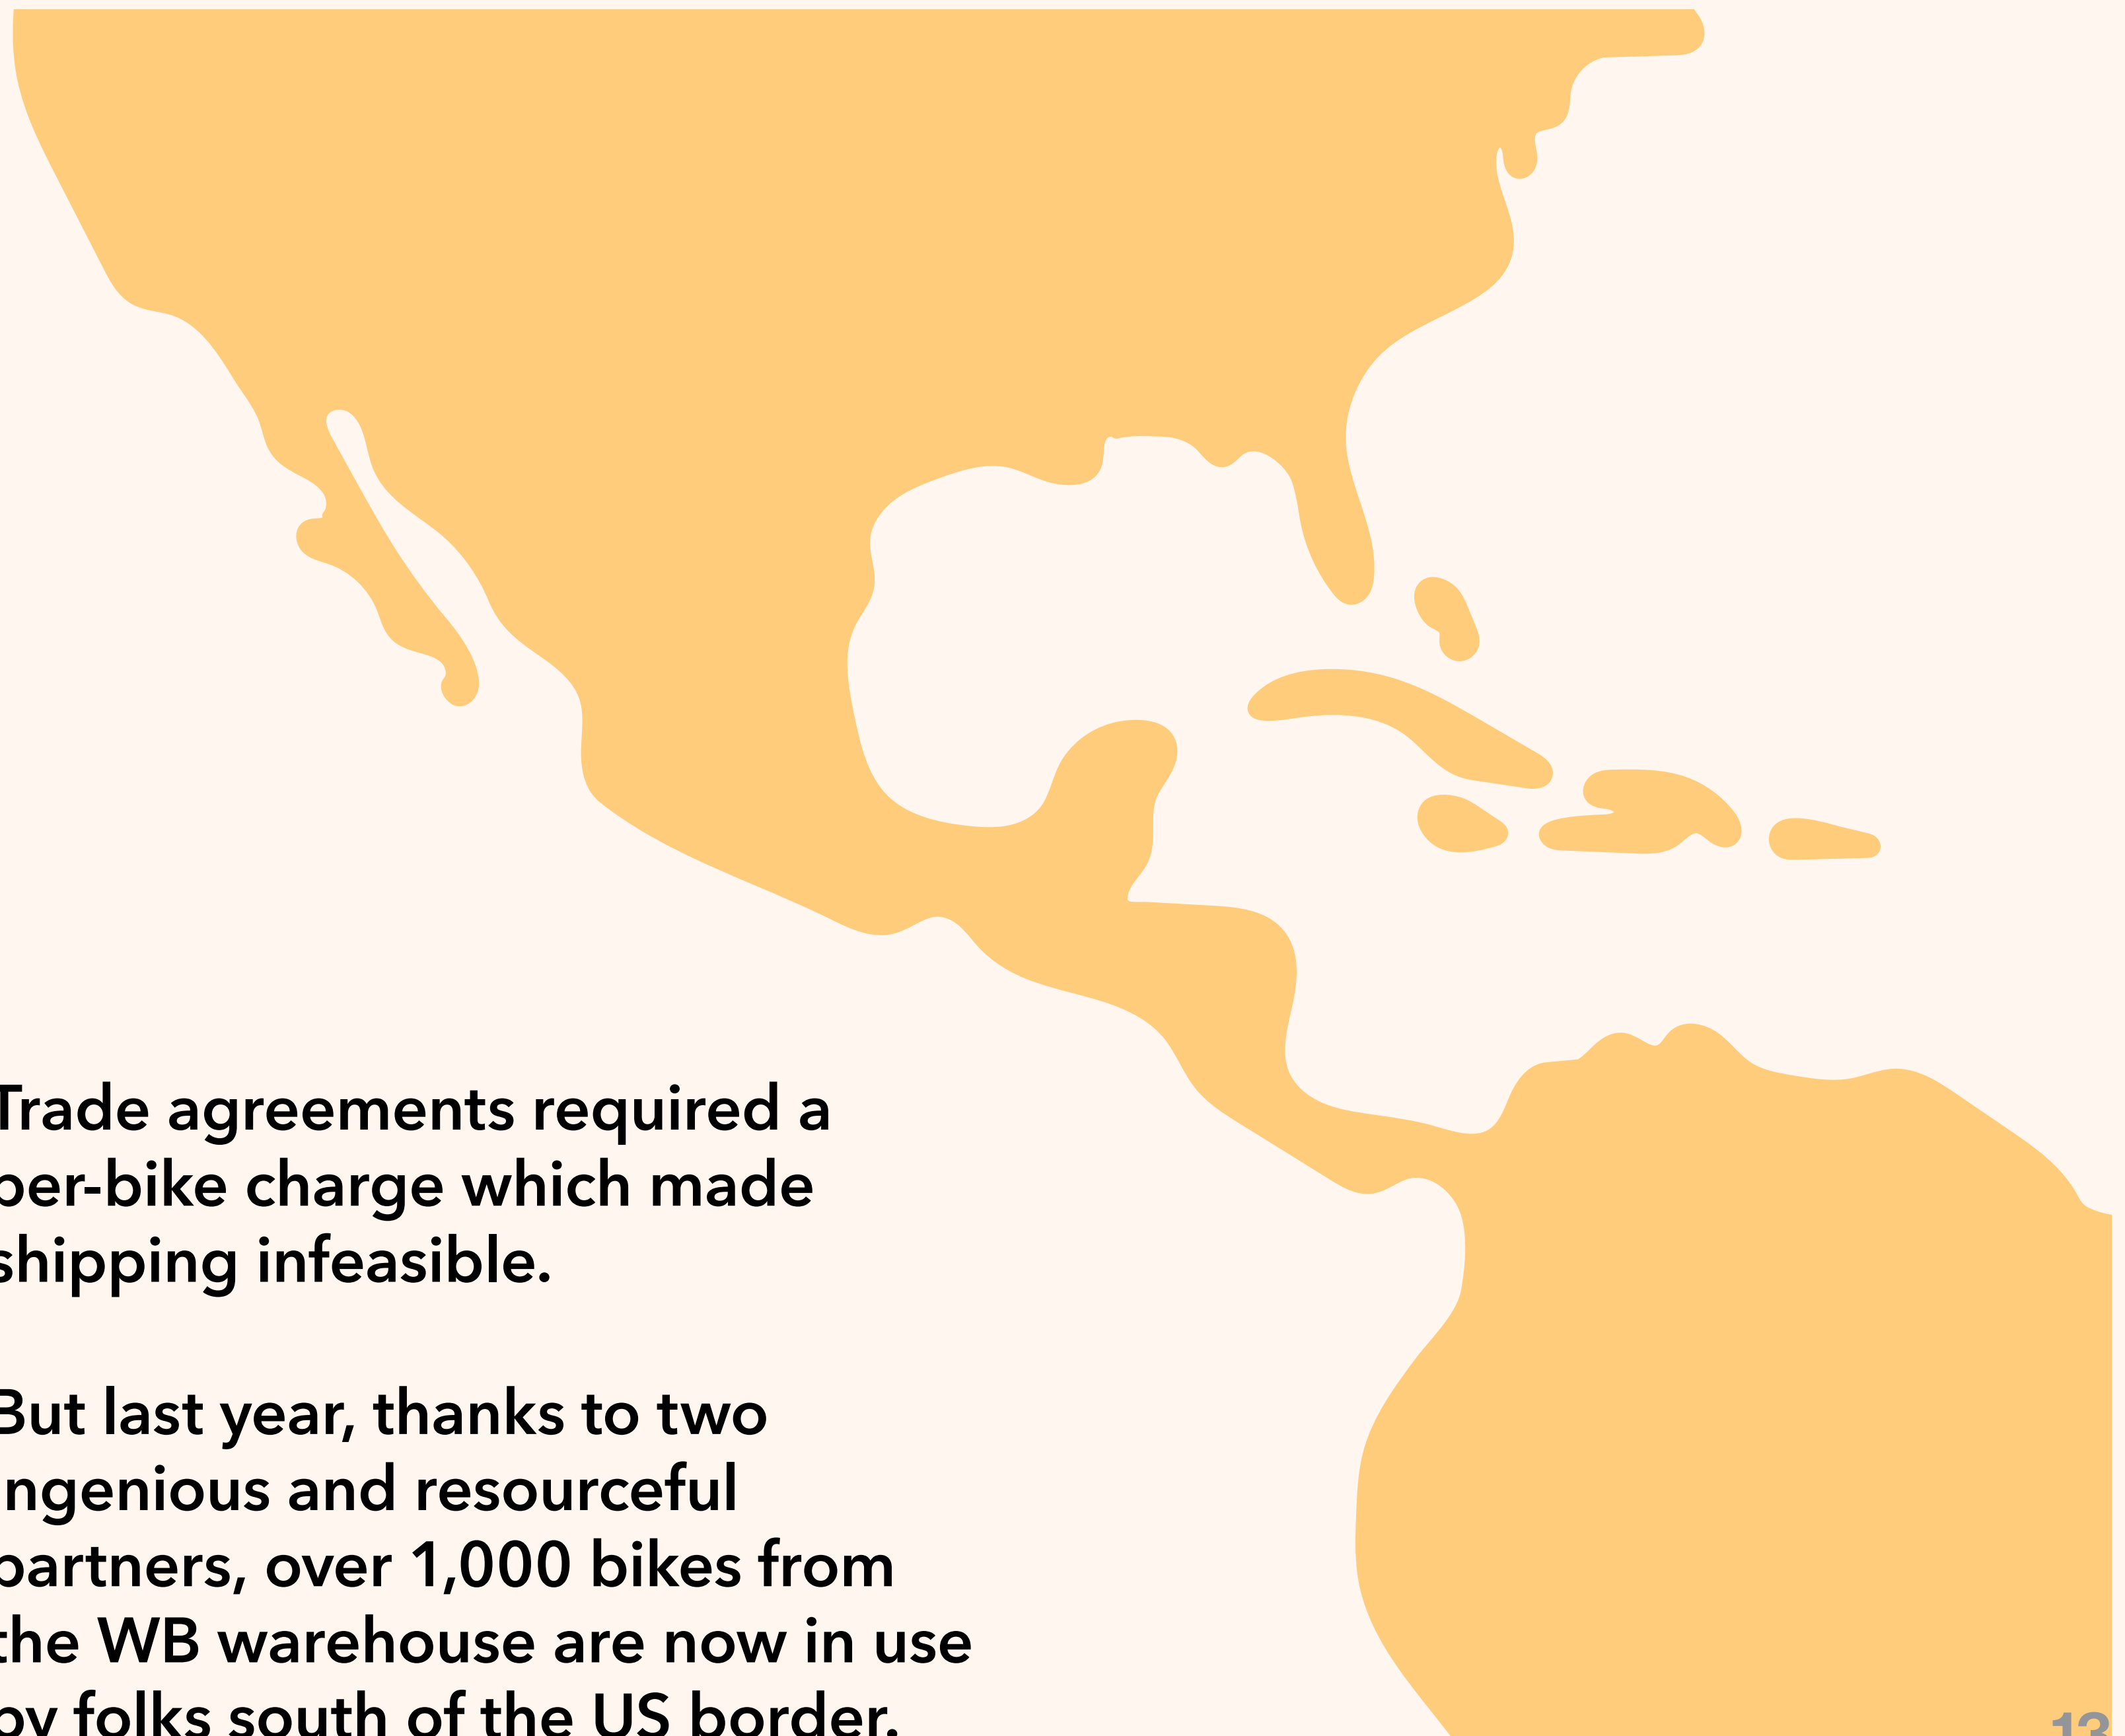 Trade agreements required a
per-bike charge which made
shipping infeasible.
But last year, thanks to two
ingenious and resourceful
partners, over 1,000 bikes from
the WB warehouse are now in use
by folks south of the US border.
13